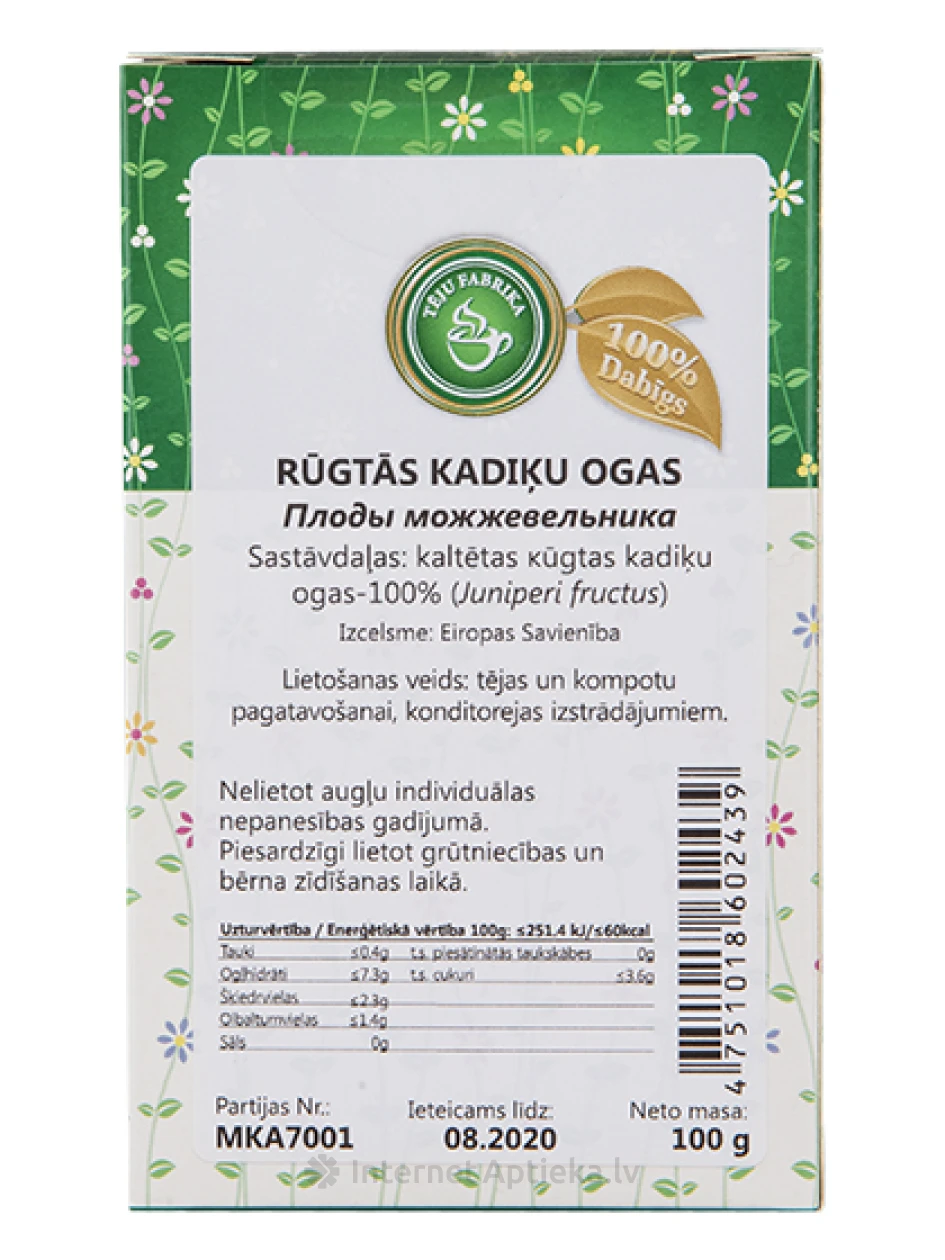 TĒJU FABRIKA
100%
Dabīgs
RŪGTĀS KADIĶU OGAS
Плоды можжевельника
Sastāvdaļas: kaltētas кūgtas kadiķu
ogas-100% (Juniperi fructus)
Izcelsme: Eiropas Savienība
Lietošanas veids: tējas un kompotu
pagatavošanai, konditorejas izstrādājumiem.
Nelietot augļu individuālas
nepanesības gadījumā.
Piesardzīgi lietot grūtniecības un
bērna zīdīšanas laikā.
Uzturvērtība / Enerģētiskā vērtība 100g: ≤251.4 kJ/≤60kcal
Tauki ≤0.4g t.s. piesātinātās taukskābes 0g
Ogļhidrāti ≤7.3g t.s. cukuri ≤3.6g
Šķiedrvielas ≤2.3g
Olbaltumvielas ≤1.4g
Sāls 0g
4751018602439
Partijas Nr.: Ieteicams līdz: Neto masa:
MKA7001 08.2020 100 g
InternetAptieka.lv